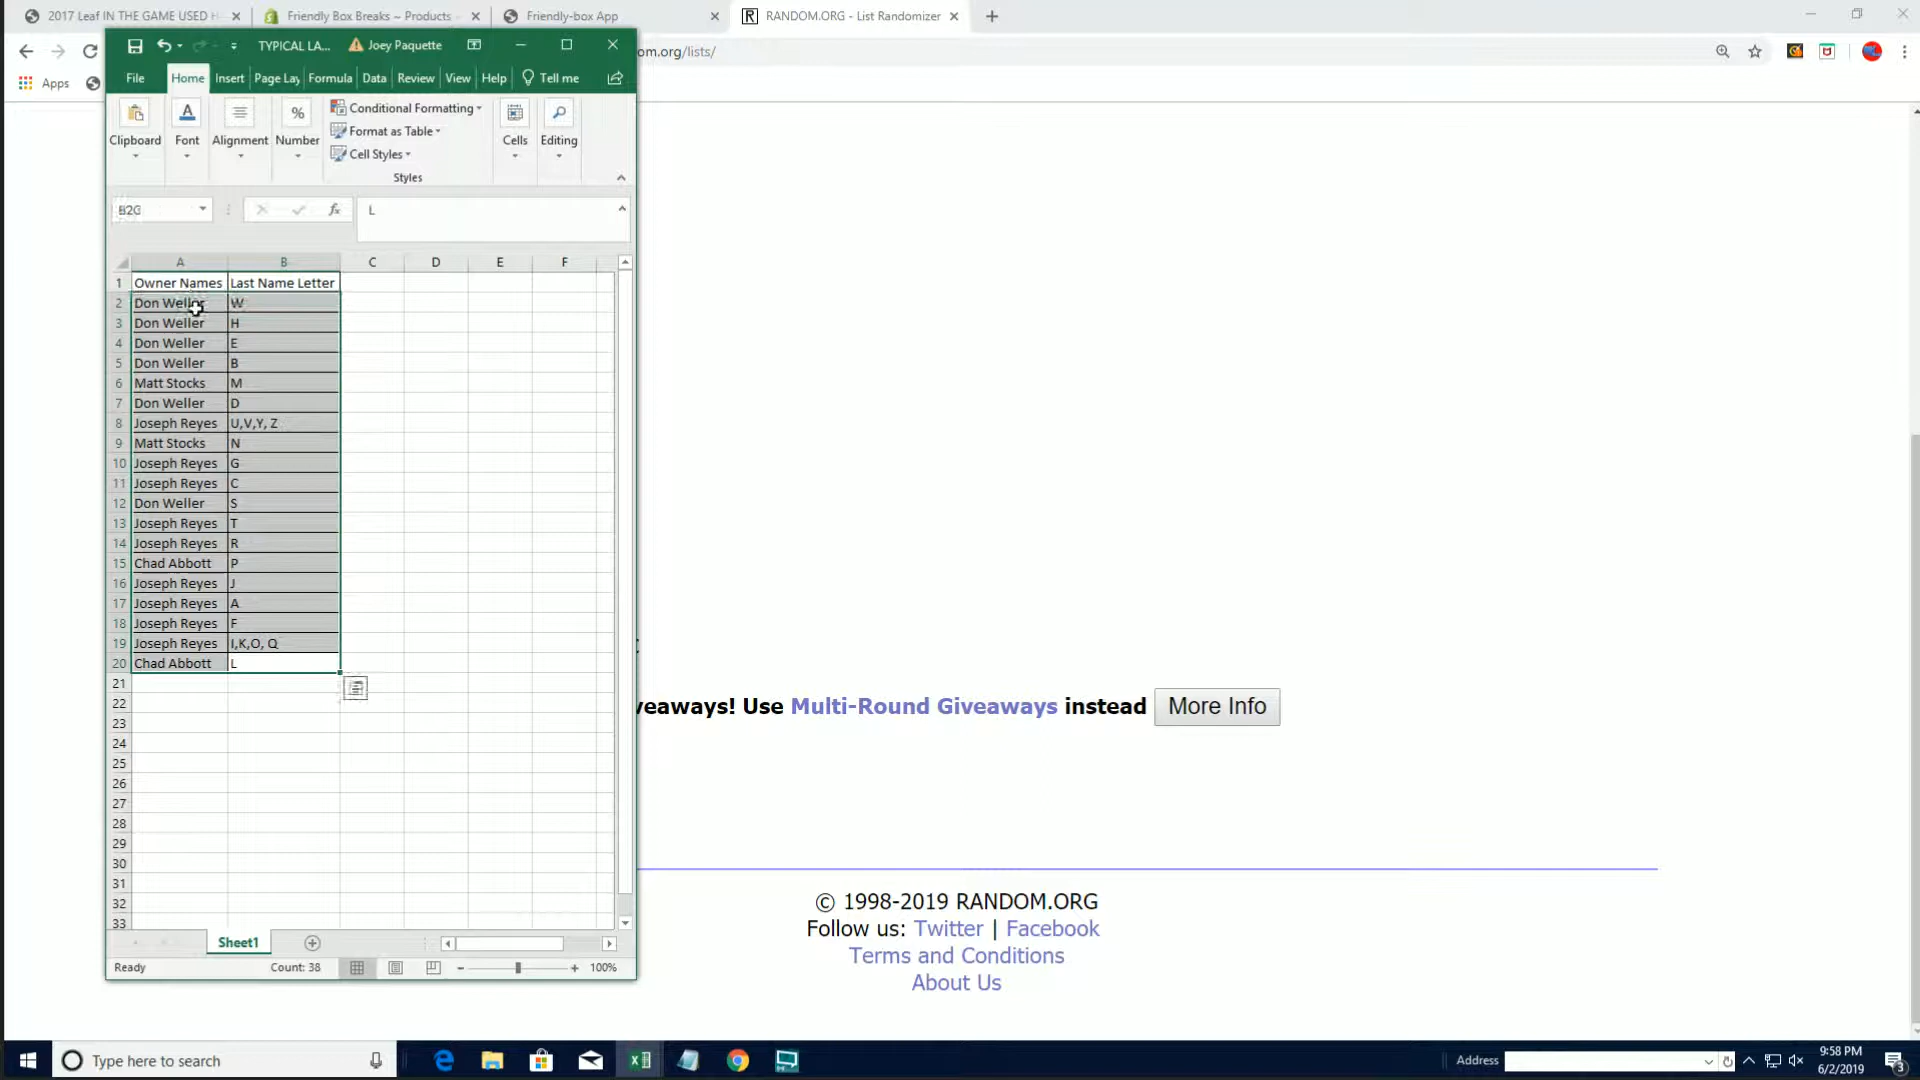 2017 Leaf IN THE GAME USED H
Friendly Box Breaks ~ Products -
Friendly-box App
RANDOM.ORG - List Randomizer
om.org/lists/
Apps
TYPICAL LA...
Joey Paquette
File Home Insert Page Lay Formula Data Review View Help Tell me
Clipboard
Font
Alignment
Number
Conditional Formatting
Format as Table
Cell Styles
Styles
Cells
Editing
fx
L
A B C D E F
1 Owner Names Last Name Letter
2 Don Weller W
3 Don Weller H
4 Don Weller E
5 Don Weller B
6 Matt Stocks M
7 Don Weller D
8 Joseph Reyes U,V,Y, Z
9 Matt Stocks N
10 Joseph Reyes G
11 Joseph Reyes C
12 Don Weller S
13 Joseph Reyes T
14 Joseph Reyes R
15 Chad Abbott P
16 Joseph Reyes J
17 Joseph Reyes A
18 Joseph Reyes F
19 Joseph Reyes I,K,O, Q
20 Chad Abbott L
21
22
23
24
25
26
27
28
29
30
31
32
33
Sheet1
Ready
Count: 38
100%
veaways! Use Multi-Round Giveaways instead More Info
© 1998-2019 RANDOM.ORG
Follow us: Twitter | Facebook
Terms and Conditions
About Us
Type here to search
Address
9:58 PM
6/2/2019
3